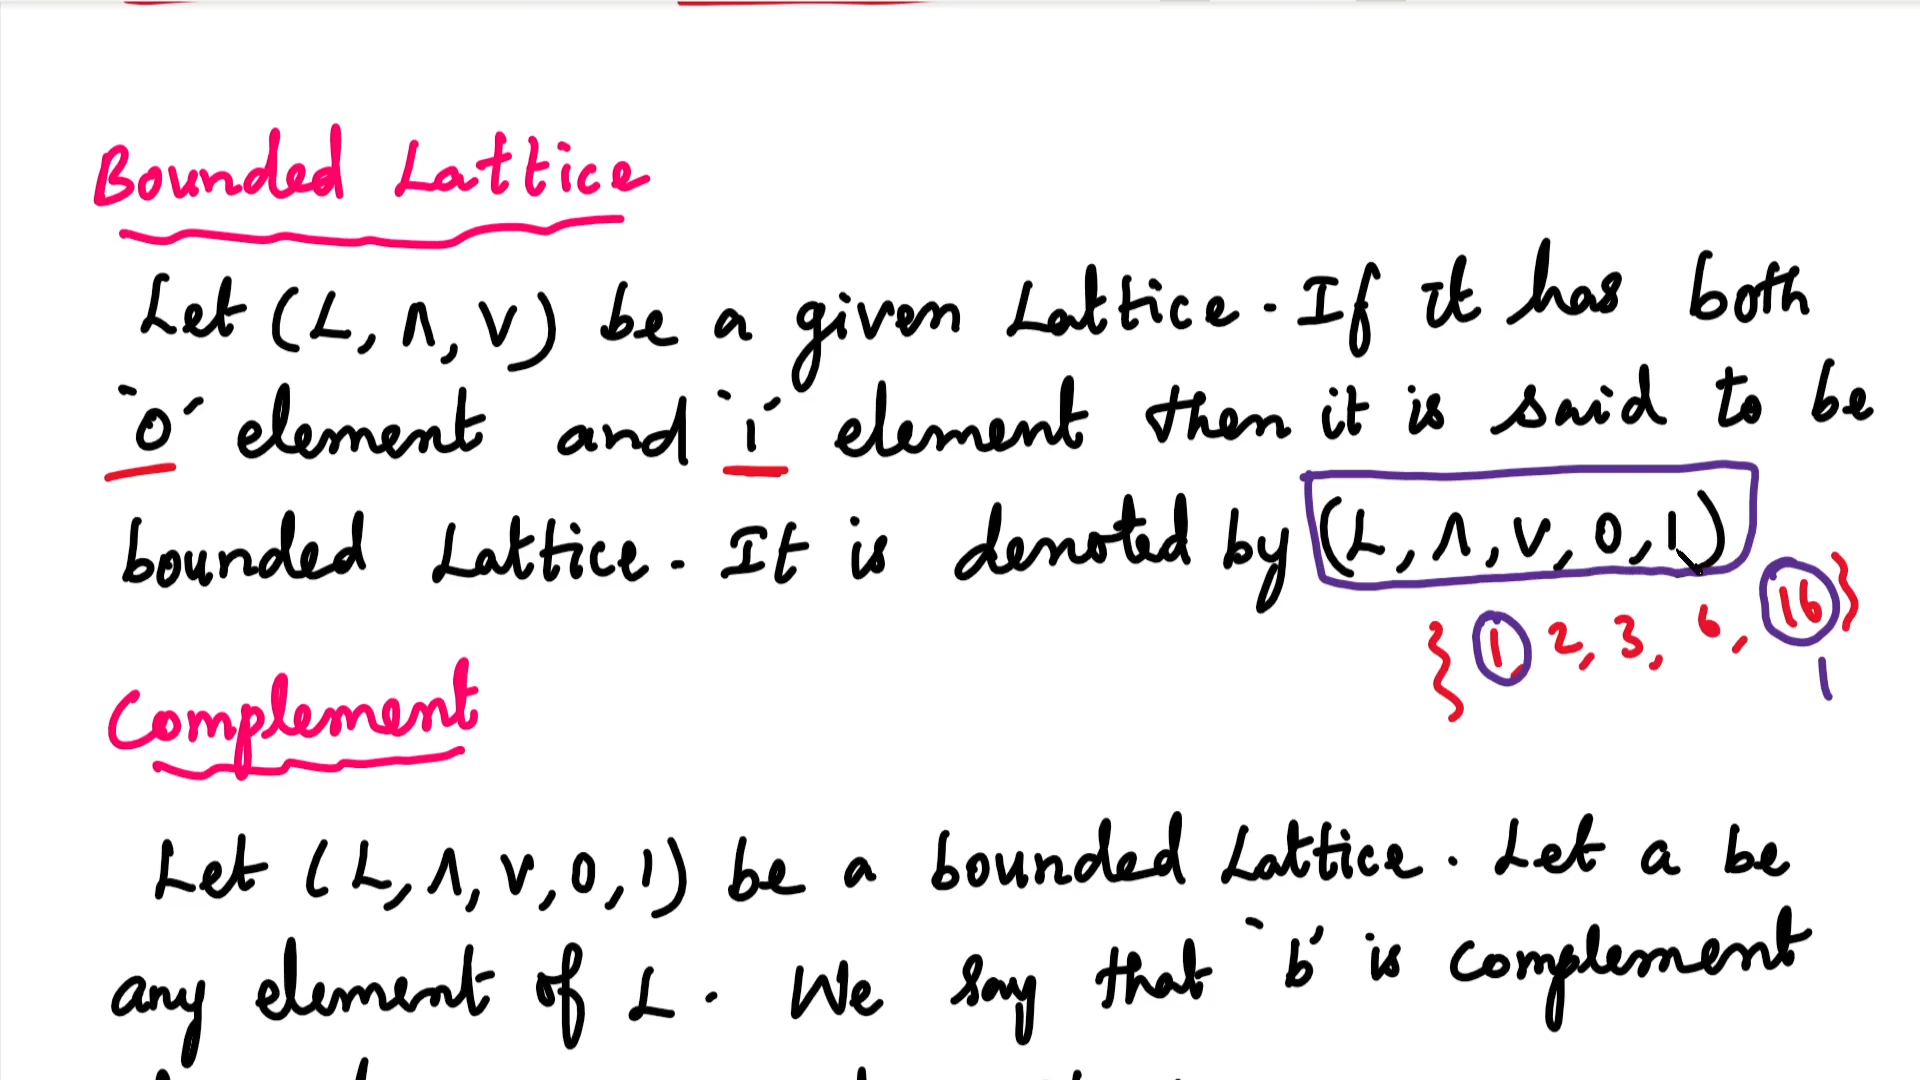 Bounded Lattice
Let (L, ∧, ∨) be a given Lattice. If it has both
`0´ element and `1´ element then it is said to be
bounded Lattice. It is denoted by (L, ∧, ∨, 0, 1)
{ 1, 2, 3, 6, 16 }
1
Complement
Let (L, ∧, ∨, 0, 1) be a bounded Lattice. Let a be
any element of L. We say that `b´ is complement